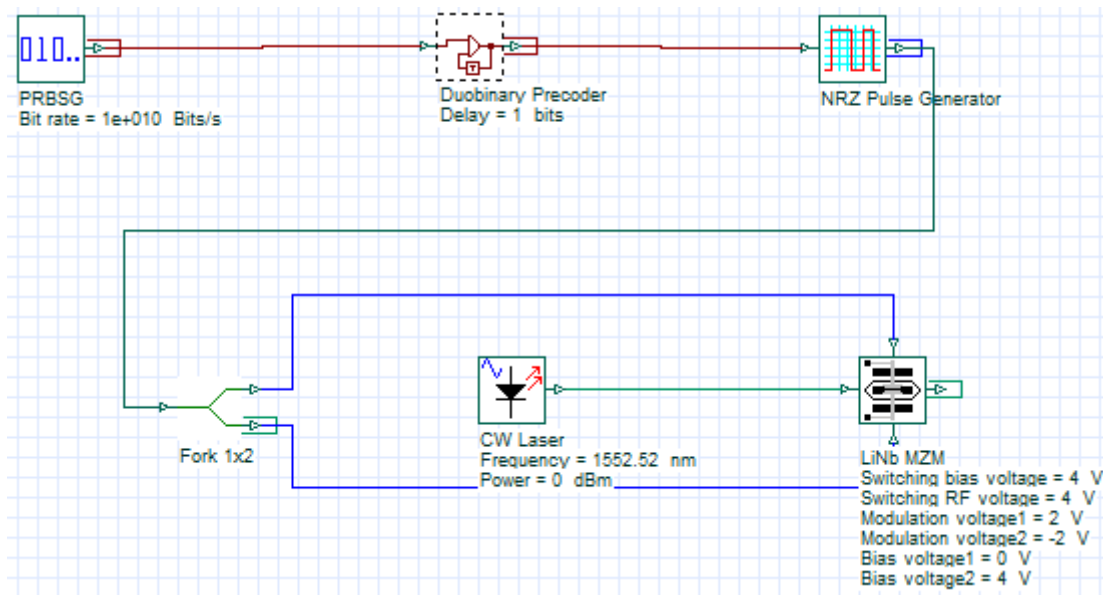 010..
PRBSG
Bit rate = 1e+010 Bits/s
T
Duobinary Precoder
Delay = 1 bits
NRZ Pulse Generator
Fork 1x2
CW Laser
Frequency = 1552.52 nm
Power = 0 dBm
LiNb MZM
Switching bias voltage = 4 V
Switching RF voltage = 4 V
Modulation voltage1 = 2 V
Modulation voltage2 = -2 V
Bias voltage1 = 0 V
Bias voltage2 = 4 V